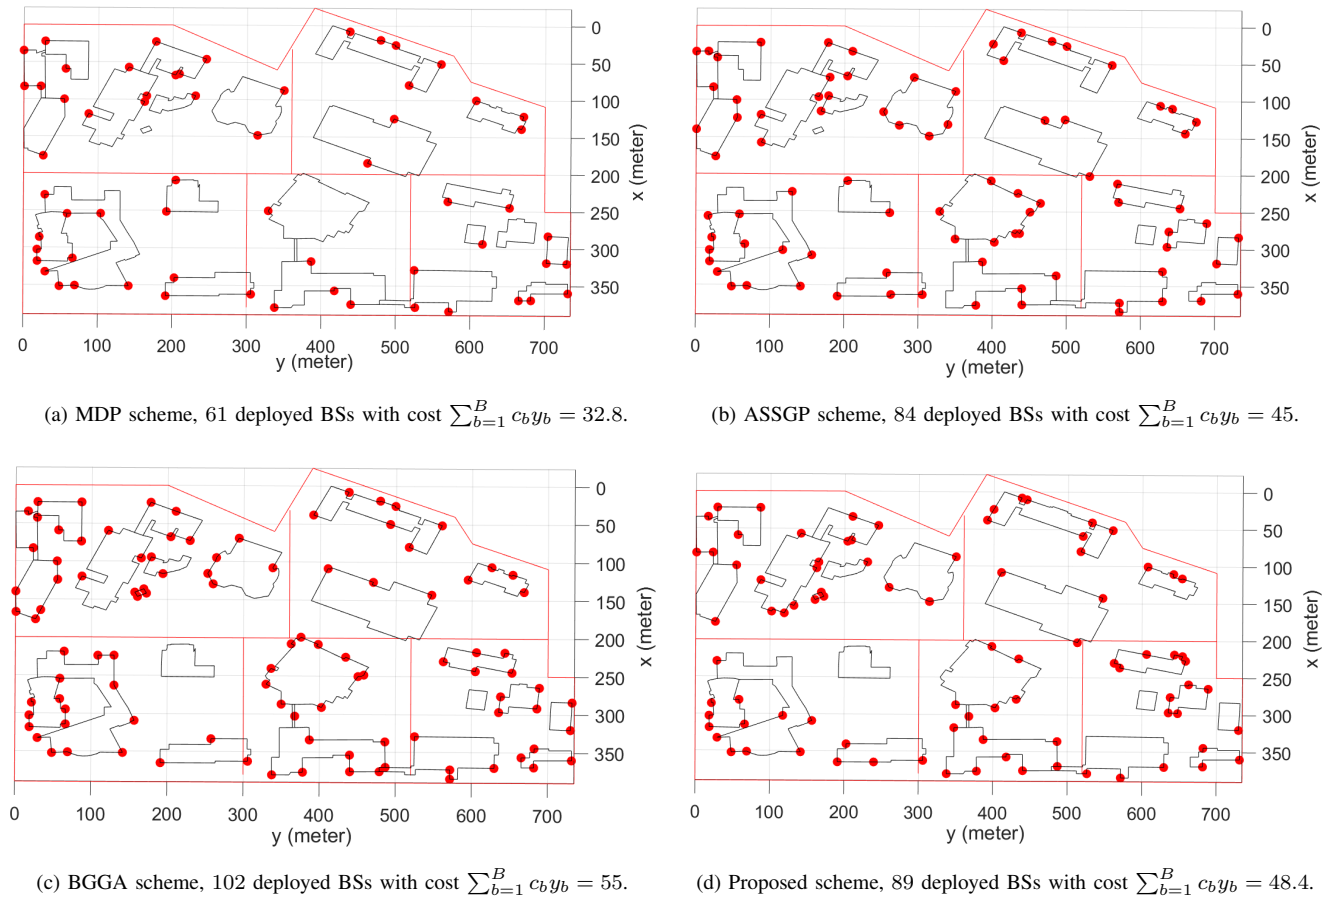 0
50
100
150
200
250
300
350
x (meter)
0 100 200 300 400 500 600 700
y (meter)
(a) MDP scheme, 61 deployed BSs with cost $\sum_{b=1}^{B} c_b y_b = 32.8$.
0
50
100
150
200
250
300
350
x (meter)
0 100 200 300 400 500 600 700
y (meter)
(b) ASSGP scheme, 84 deployed BSs with cost $\sum_{b=1}^{B} c_b y_b = 45$.
0
50
100
150
200
250
300
350
x (meter)
0 100 200 300 400 500 600 700
y (meter)
(c) BGGA scheme, 102 deployed BSs with cost $\sum_{b=1}^{B} c_b y_b = 55$.
0
50
100
150
200
250
300
350
x (meter)
0 100 200 300 400 500 600 700
y (meter)
(d) Proposed scheme, 89 deployed BSs with cost $\sum_{b=1}^{B} c_b y_b = 48.4$.